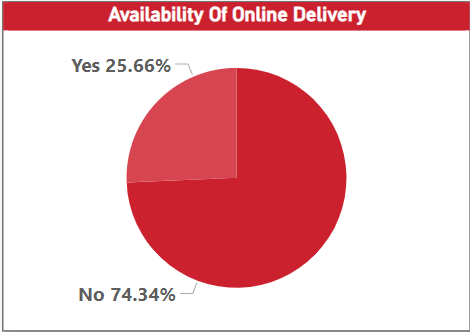 Availability Of Online Delivery
Yes 25.66%
No 74.34%